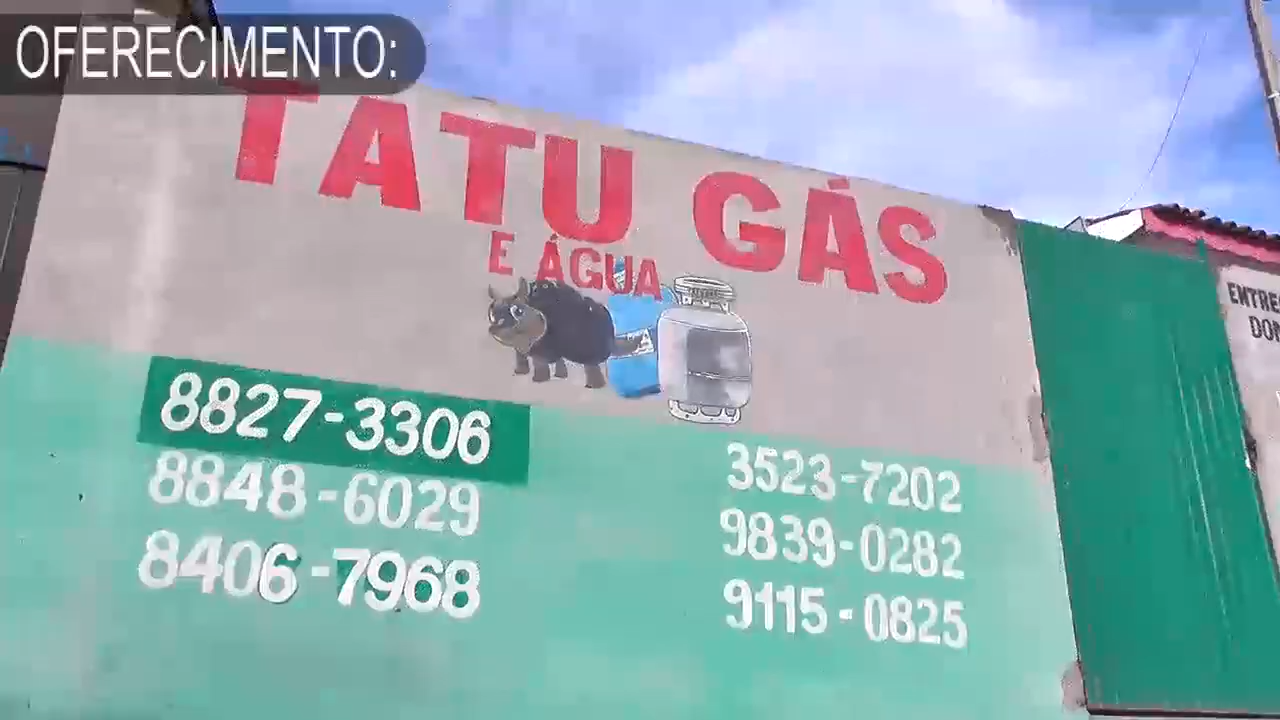 OFERECIMENTO:
TATU GÁS
E ÁGUA
8827-3306
8848-6029
8406-7968
3523-7202
9839-0282
9115-0825